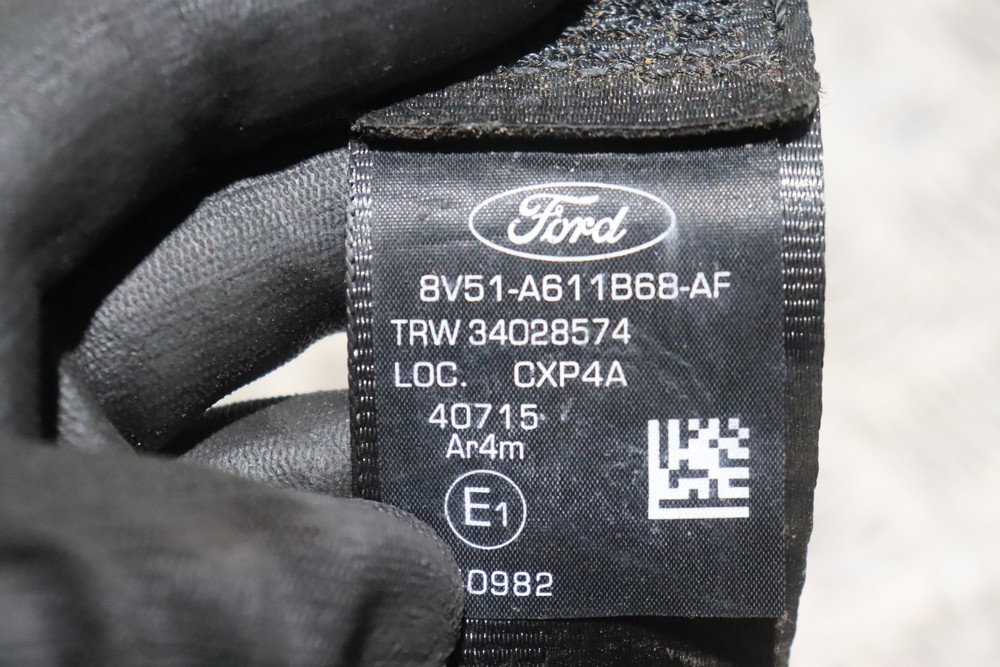 Ford
8V51-A611B68-AF
TRW 34028574
LOC. CXP4A
40715
Ar4m
E1
0982